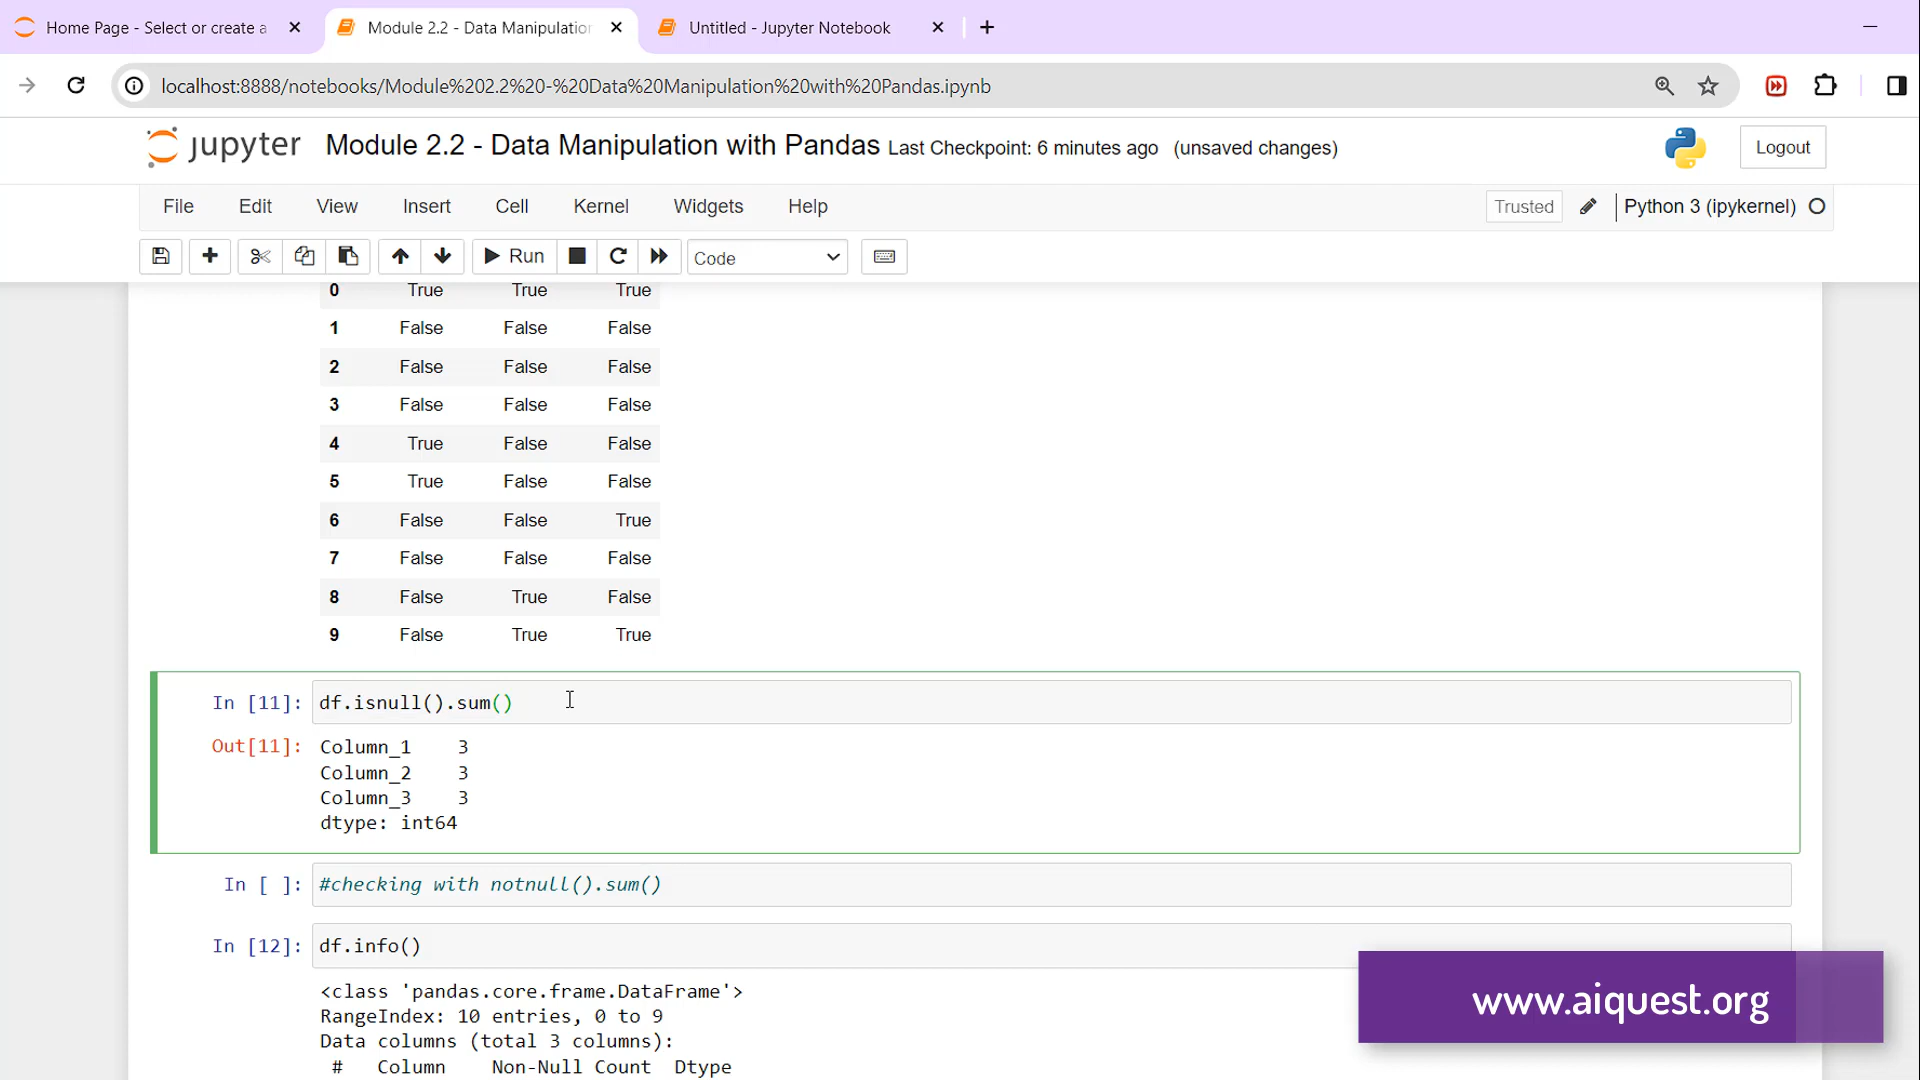 Home Page - Select or create a
Module 2.2 - Data Manipulation
Untitled - Jupyter Notebook
localhost:8888/notebooks/Module%202.2%20-%20Data%20Manipulation%20with%20Pandas.ipynb
jupyter Module 2.2 - Data Manipulation with Pandas Last Checkpoint: 6 minutes ago (unsaved changes)
Logout
File Edit View Insert Cell Kernel Widgets Help
Trusted Python 3 (ipykernel)
Run Code
0 True True True
1 False False False
2 False False False
3 False False False
4 True False False
5 True False False
6 False False True
7 False False False
8 False True False
9 False True True
In [11]: df.isnull().sum()
Out[11]: Column_1 3
Column_2 3
Column_3 3
dtype: int64
In [ ]: #checking with notnull().sum()
In [12]: df.info()
<class 'pandas.core.frame.DataFrame'>
RangeIndex: 10 entries, 0 to 9
Data columns (total 3 columns):
# Column Non-Null Count Dtype
www.aiquest.org